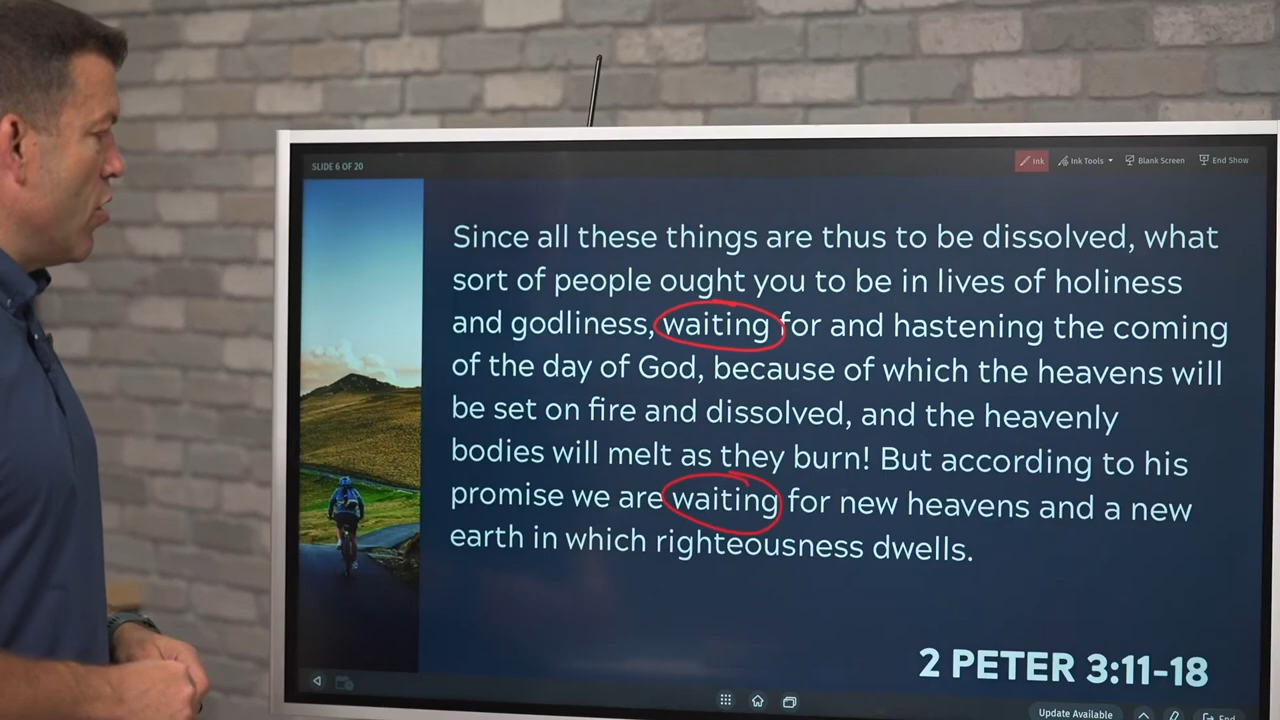 SLIDE 6 OF 20
Ink
Ink Tools
Blank Screen
End Show
Since all these things are thus to be dissolved, what
sort of people ought you to be in lives of holiness
and godliness, waiting for and hastening the coming
of the day of God, because of which the heavens will
be set on fire and dissolved, and the heavenly
bodies will melt as they burn! But according to his
promise we are waiting for new heavens and a new
earth in which righteousness dwells.
2 PETER 3:11-18
Update Available
End